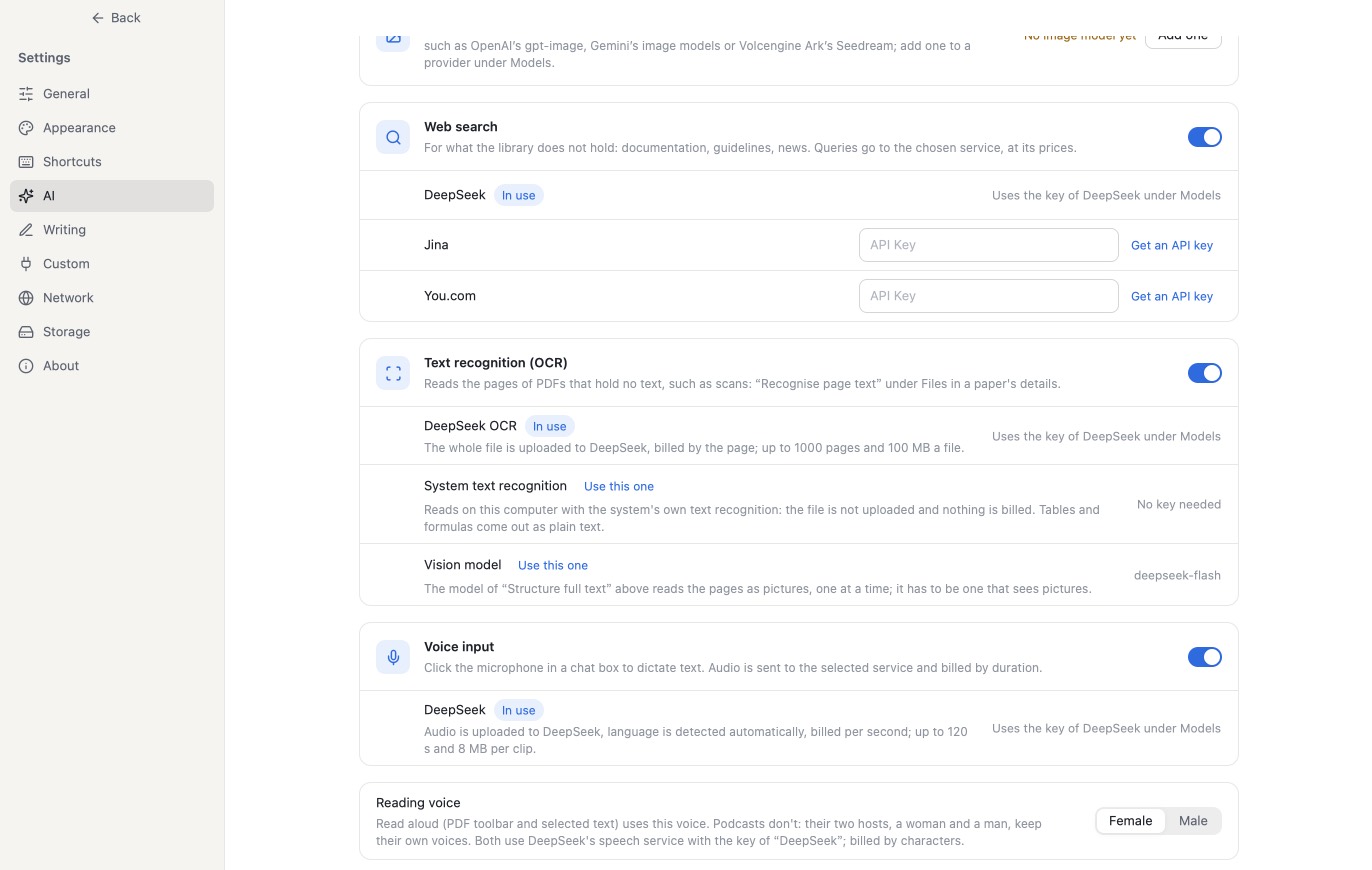 Back
Settings
General
Appearance
Shortcuts
AI
Writing
Custom
Network
Storage
About
such as OpenAI's gpt-image, Gemini's image models or Volcengine Ark's Seedream; add one to a
provider under Models.
No image model yet
Add one
Web search
For what the library does not hold: documentation, guidelines, news. Queries go to the chosen service, at its prices.
DeepSeek In use
Uses the key of DeepSeek under Models
Jina
API Key
Get an API key
You.com
API Key
Get an API key
Text recognition (OCR)
Reads the pages of PDFs that hold no text, such as scans: “Recognise page text” under Files in a paper's details.
DeepSeek OCR In use
The whole file is uploaded to DeepSeek, billed by the page; up to 1000 pages and 100 MB a file.
Uses the key of DeepSeek under Models
System text recognition Use this one
Reads on this computer with the system's own text recognition: the file is not uploaded and nothing is billed. Tables and
formulas come out as plain text.
No key needed
Vision model Use this one
The model of “Structure full text” above reads the pages as pictures, one at a time; it has to be one that sees pictures.
deepseek-flash
Voice input
Click the microphone in a chat box to dictate text. Audio is sent to the selected service and billed by duration.
DeepSeek In use
Audio is uploaded to DeepSeek, language is detected automatically, billed per second; up to 120
s and 8 MB per clip.
Uses the key of DeepSeek under Models
Reading voice
Read aloud (PDF toolbar and selected text) uses this voice. Podcasts don't: their two hosts, a woman and a man, keep
their own voices. Both use DeepSeek's speech service with the key of “DeepSeek”; billed by characters.
Female
Male